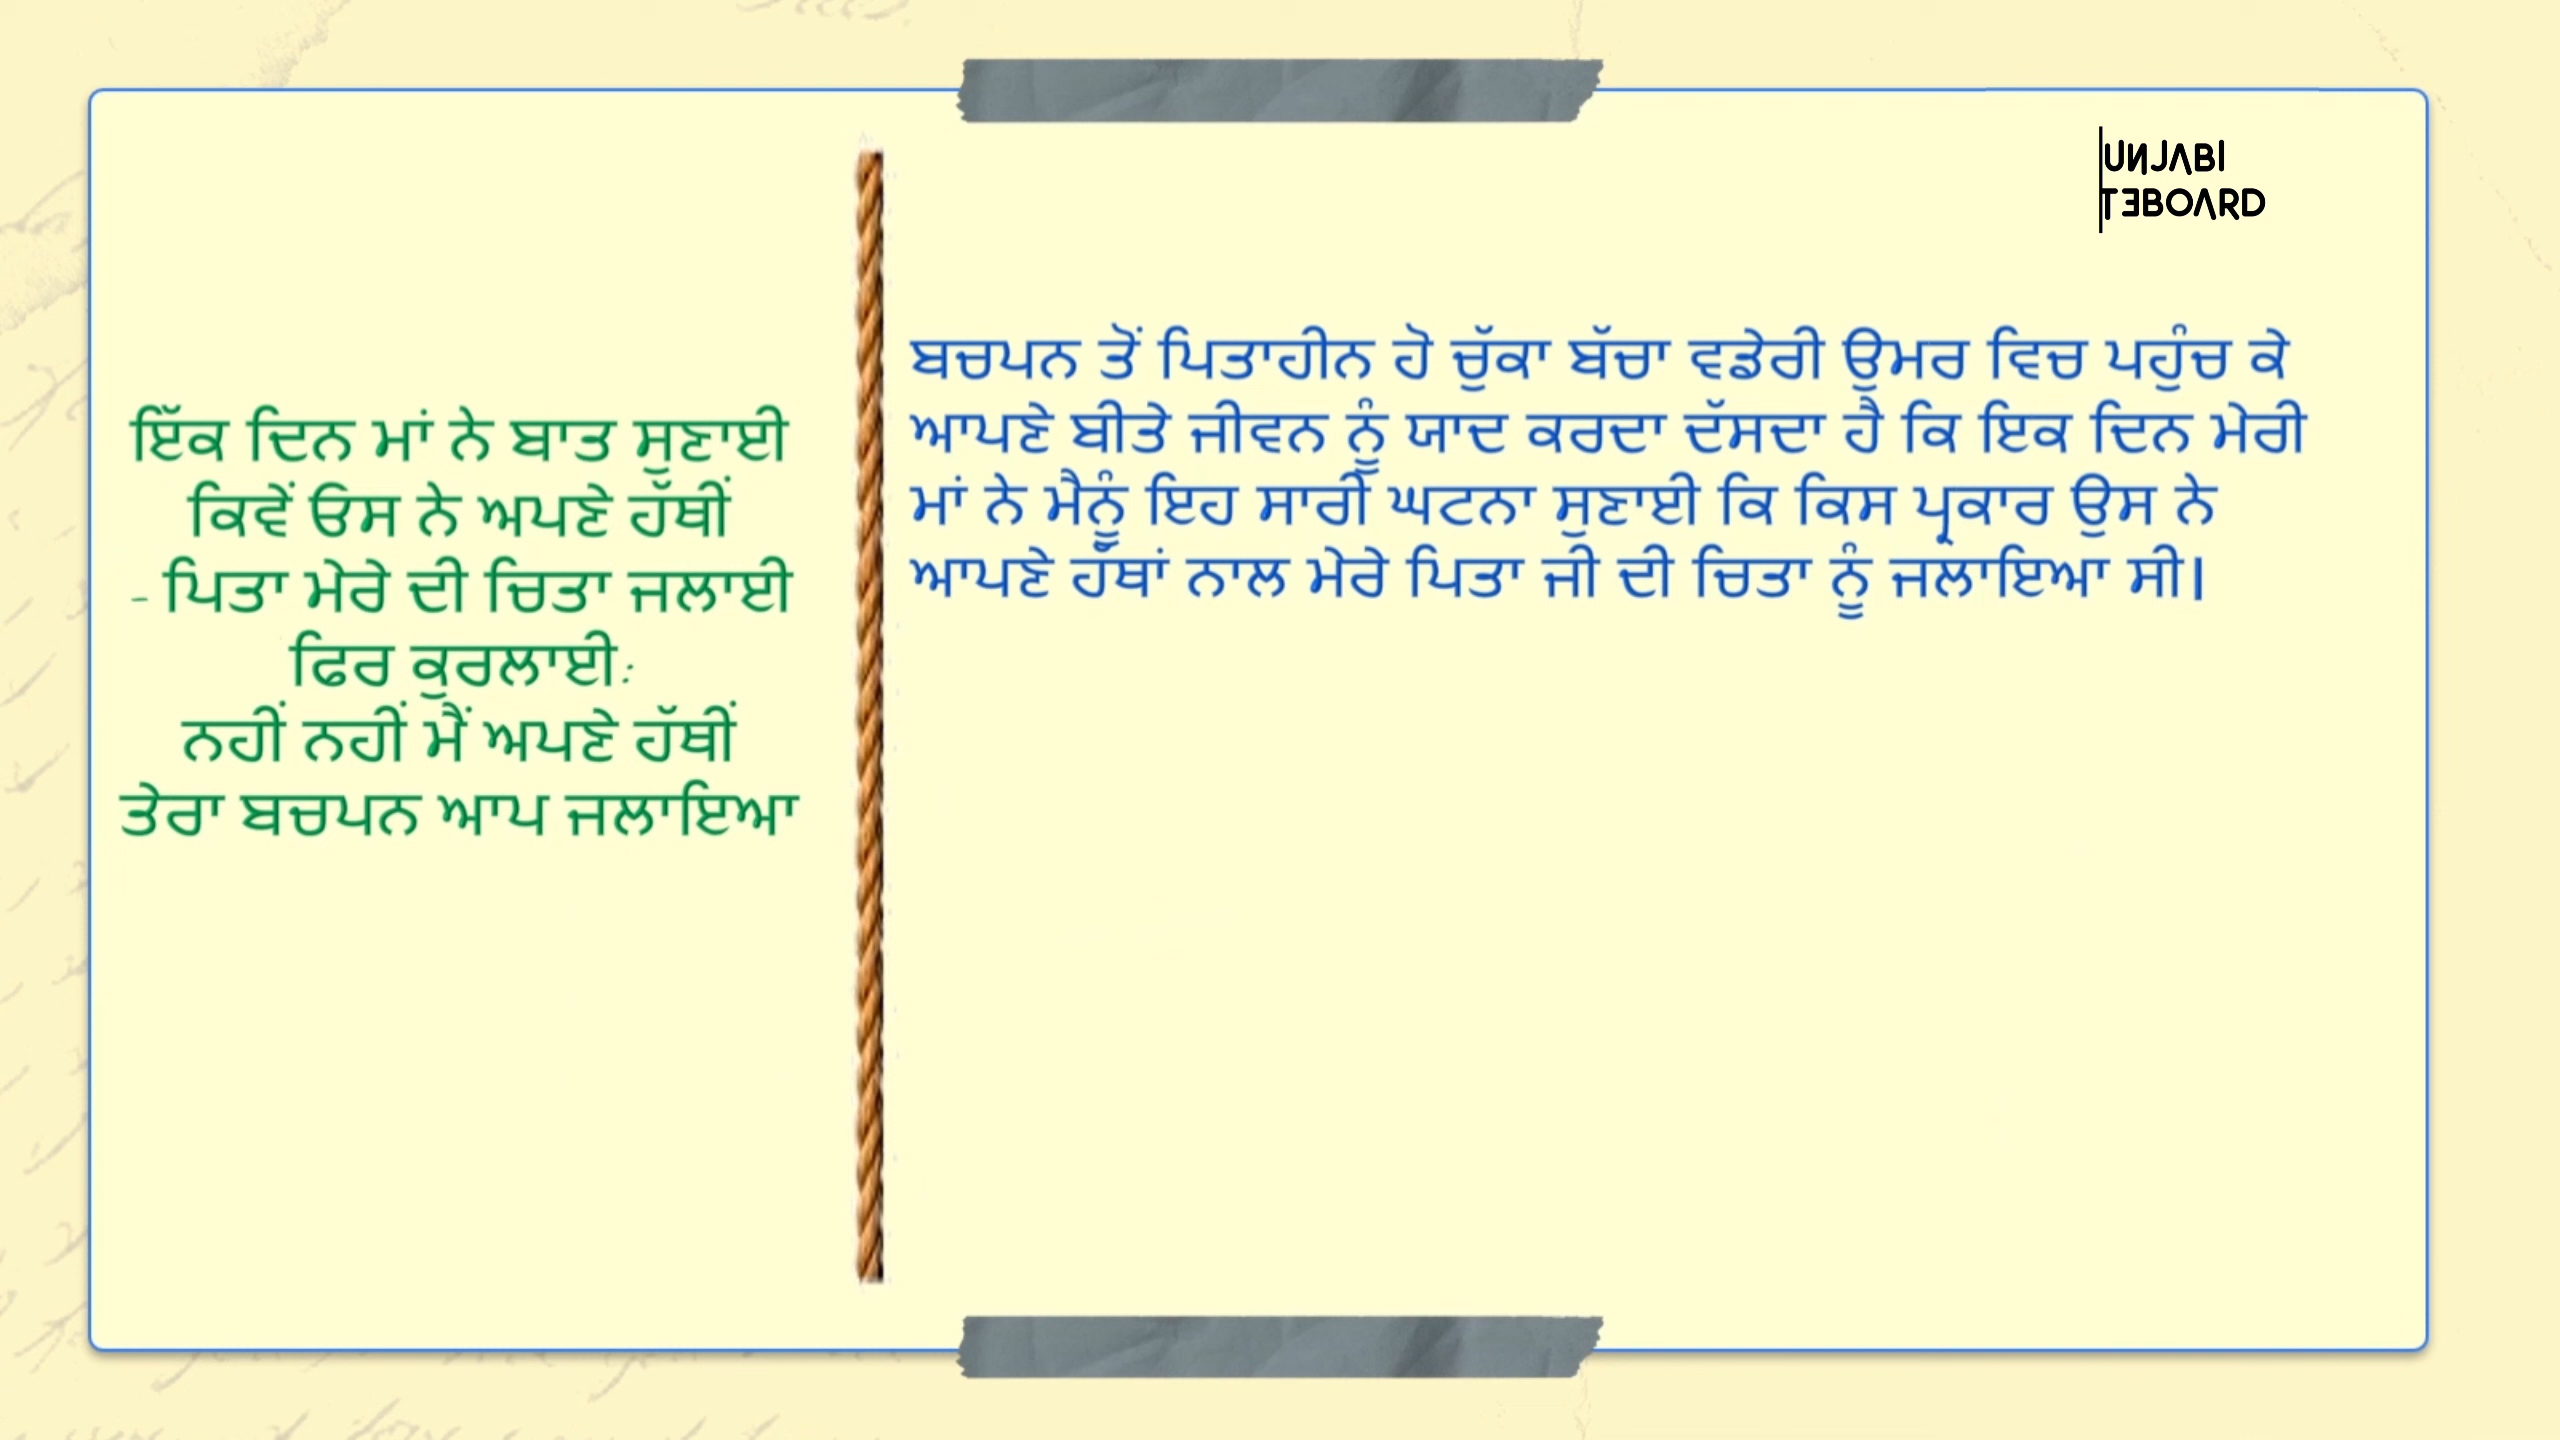 ਇੱਕ ਦਿਨ ਮਾਂ ਨੇ ਬਾਤ ਸੁਣਾਈ
ਕਿਵੇਂ ਓਸ ਨੇ ਅਪਣੇ ਹੱਥੀਂ
- ਪਿਤਾ ਮੇਰੇ ਦੀ ਚਿਤਾ ਜਲਾਈ
ਫਿਰ ਕੁਰਲਾਈ:
ਨਹੀਂ ਨਹੀਂ ਮੈਂ ਅਪਣੇ ਹੱਥੀਂ
ਤੇਰਾ ਬਚਪਨ ਆਪ ਜਲਾਇਆ
UNJABI
TEBOARD
ਬਚਪਨ ਤੋਂ ਪਿਤਾਹੀਨ ਹੋ ਚੁੱਕਾ ਬੱਚਾ ਵਡੇਰੀ ਉਮਰ ਵਿਚ ਪਹੁੰਚ ਕੇ
ਆਪਣੇ ਬੀਤੇ ਜੀਵਨ ਨੂੰ ਯਾਦ ਕਰਦਾ ਦੱਸਦਾ ਹੈ ਕਿ ਇਕ ਦਿਨ ਮੇਰੀ
ਮਾਂ ਨੇ ਮੈਨੂੰ ਇਹ ਸਾਰੀ ਘਟਨਾ ਸੁਣਾਈ ਕਿ ਕਿਸ ਪ੍ਰਕਾਰ ਉਸ ਨੇ
ਆਪਣੇ ਹੱਥਾਂ ਨਾਲ ਮੇਰੇ ਪਿਤਾ ਜੀ ਦੀ ਚਿਤਾ ਨੂੰ ਜਲਾਇਆ ਸੀ।